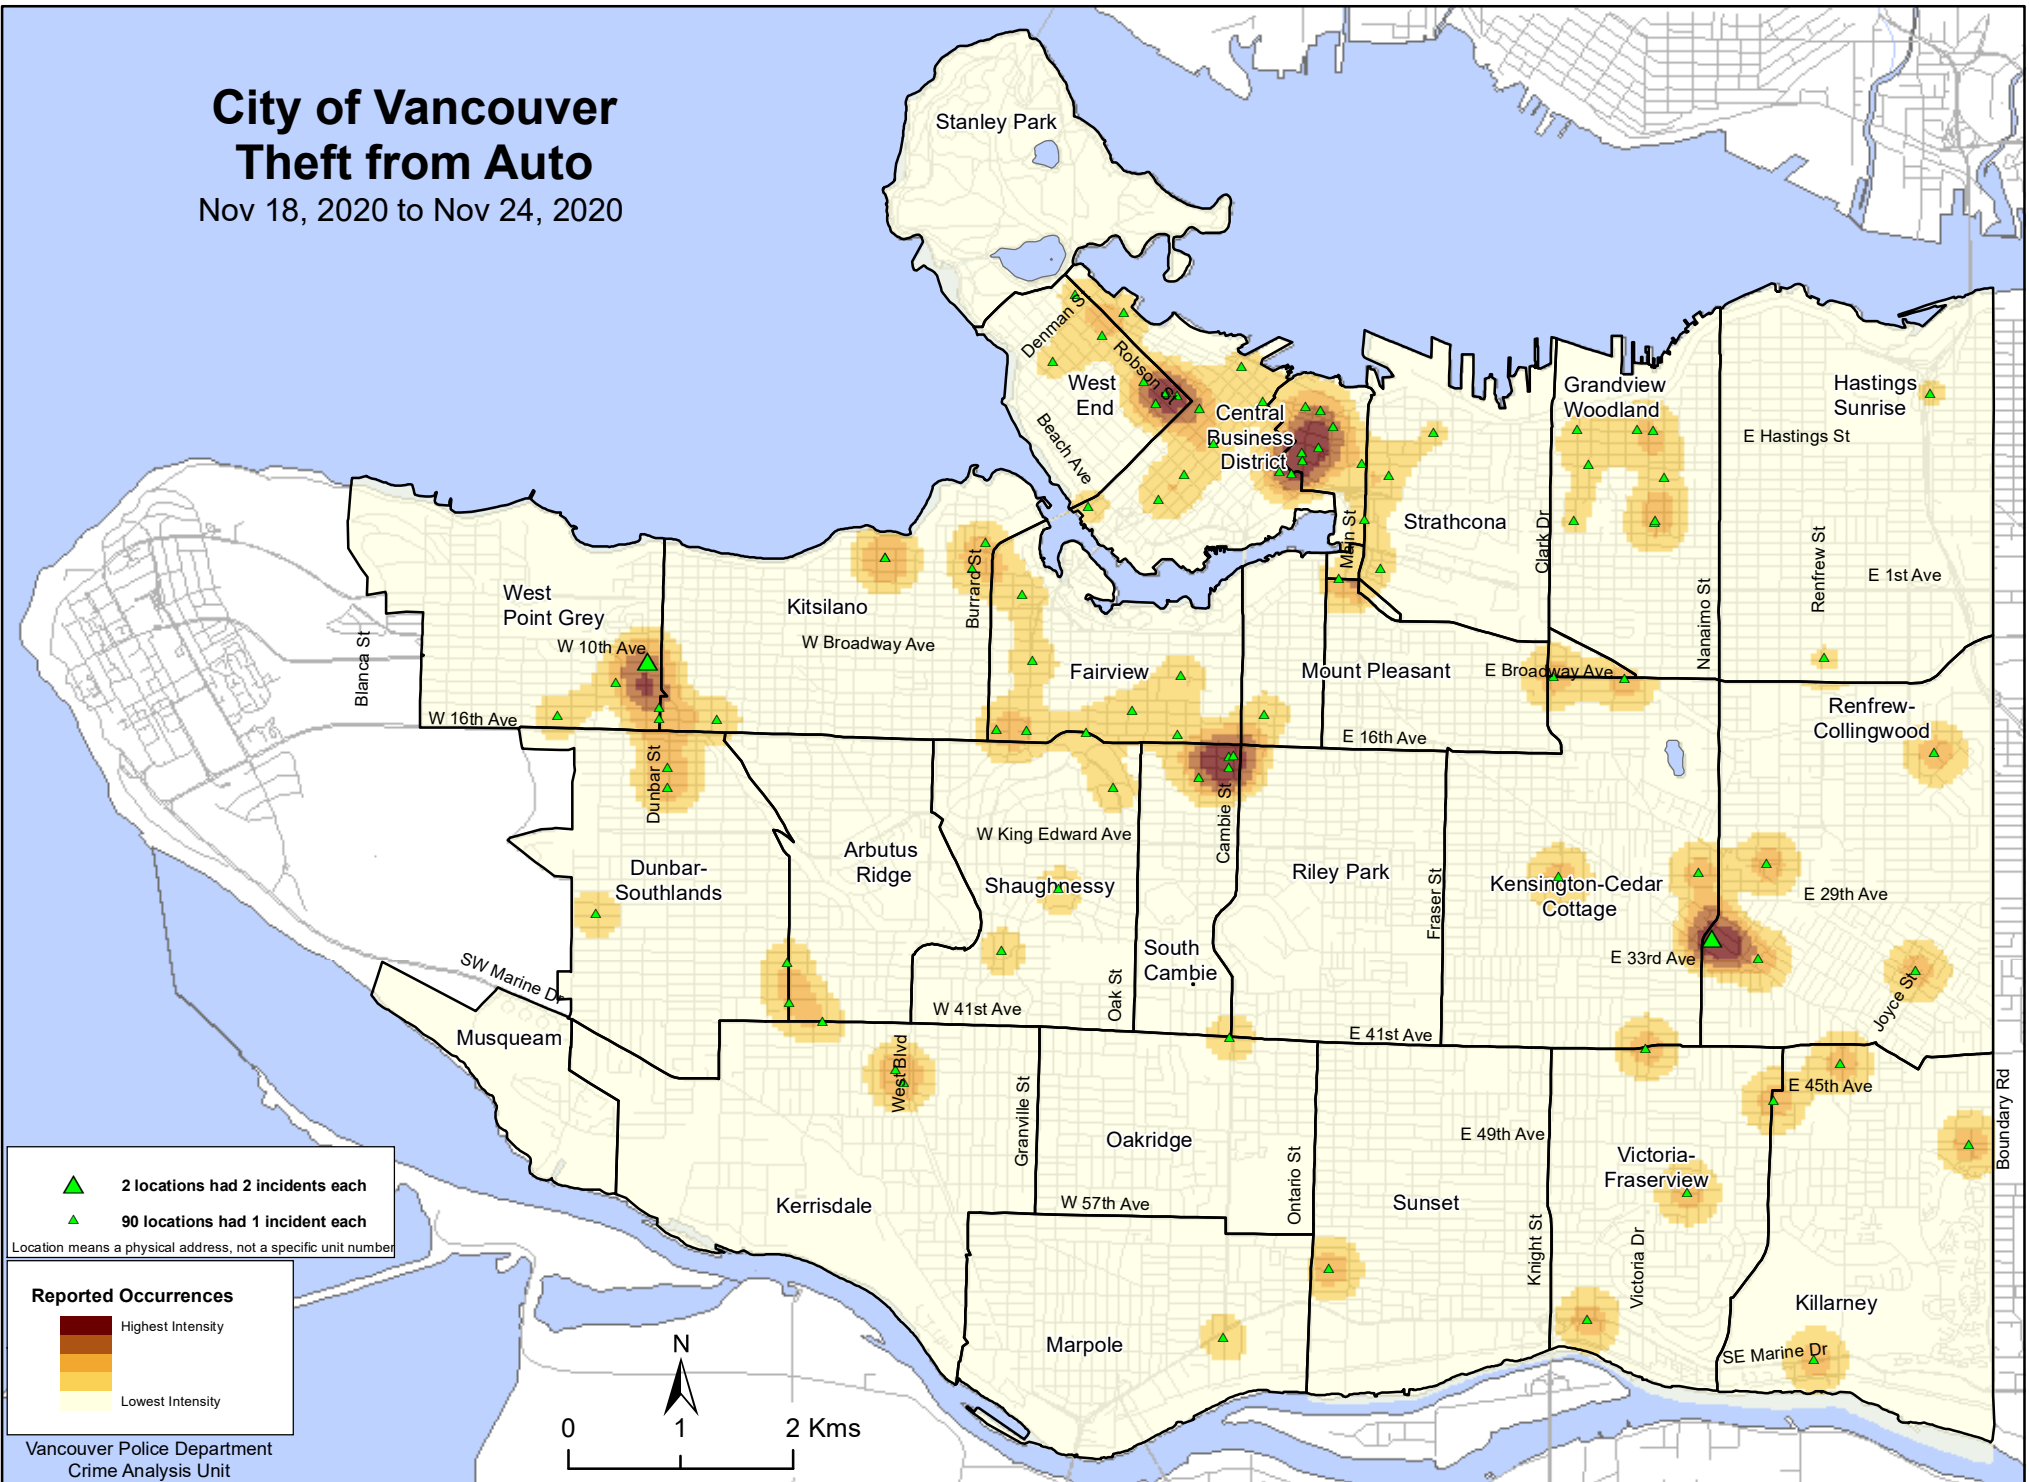 City of Vancouver
Theft from Auto
Nov 18, 2020 to Nov 24, 2020
Stanley Park
Denman S
Robson St
West
End
Beach Ave
Central
Business
District
Grandview
Woodland
Hastings
Sunrise
E Hastings St
Strathcona
Main St
Clark Dr
Nanaimo St
Renfrew St
E 1st Ave
West
Point Grey
W 10th Ave
Blanca St
W 16th Ave
Kitsilano
W Broadway Ave
Burrard St
Fairview
Mount Pleasant
E Broadway Ave
Renfrew-
Collingwood
E 16th Ave
Dunbar St
Dunbar-
Southlands
Arbutus
Ridge
W King Edward Ave
Shaughnessy
Cambie St
Riley Park
Fraser St
Kensington-Cedar
Cottage
E 29th Ave
E 33rd Ave
South
Cambie
Oak St
SW Marine Dr
W 41st Ave
E 41st Ave
Joyce St
Musqueam
West Blvd
Granville St
Oakridge
Ontario St
E 49th Ave
E 45th Ave
Boundary Rd
Victoria-
Fraserview
Kerrisdale
W 57th Ave
Sunset
Knight St
Victoria Dr
Killarney
SE Marine Dr
Marpole
2 locations had 2 incidents each
90 locations had 1 incident each
Location means a physical address, not a specific unit number
Reported Occurrences
Highest Intensity
Lowest Intensity
Vancouver Police Department
Crime Analysis Unit
N
0 1 2 Kms